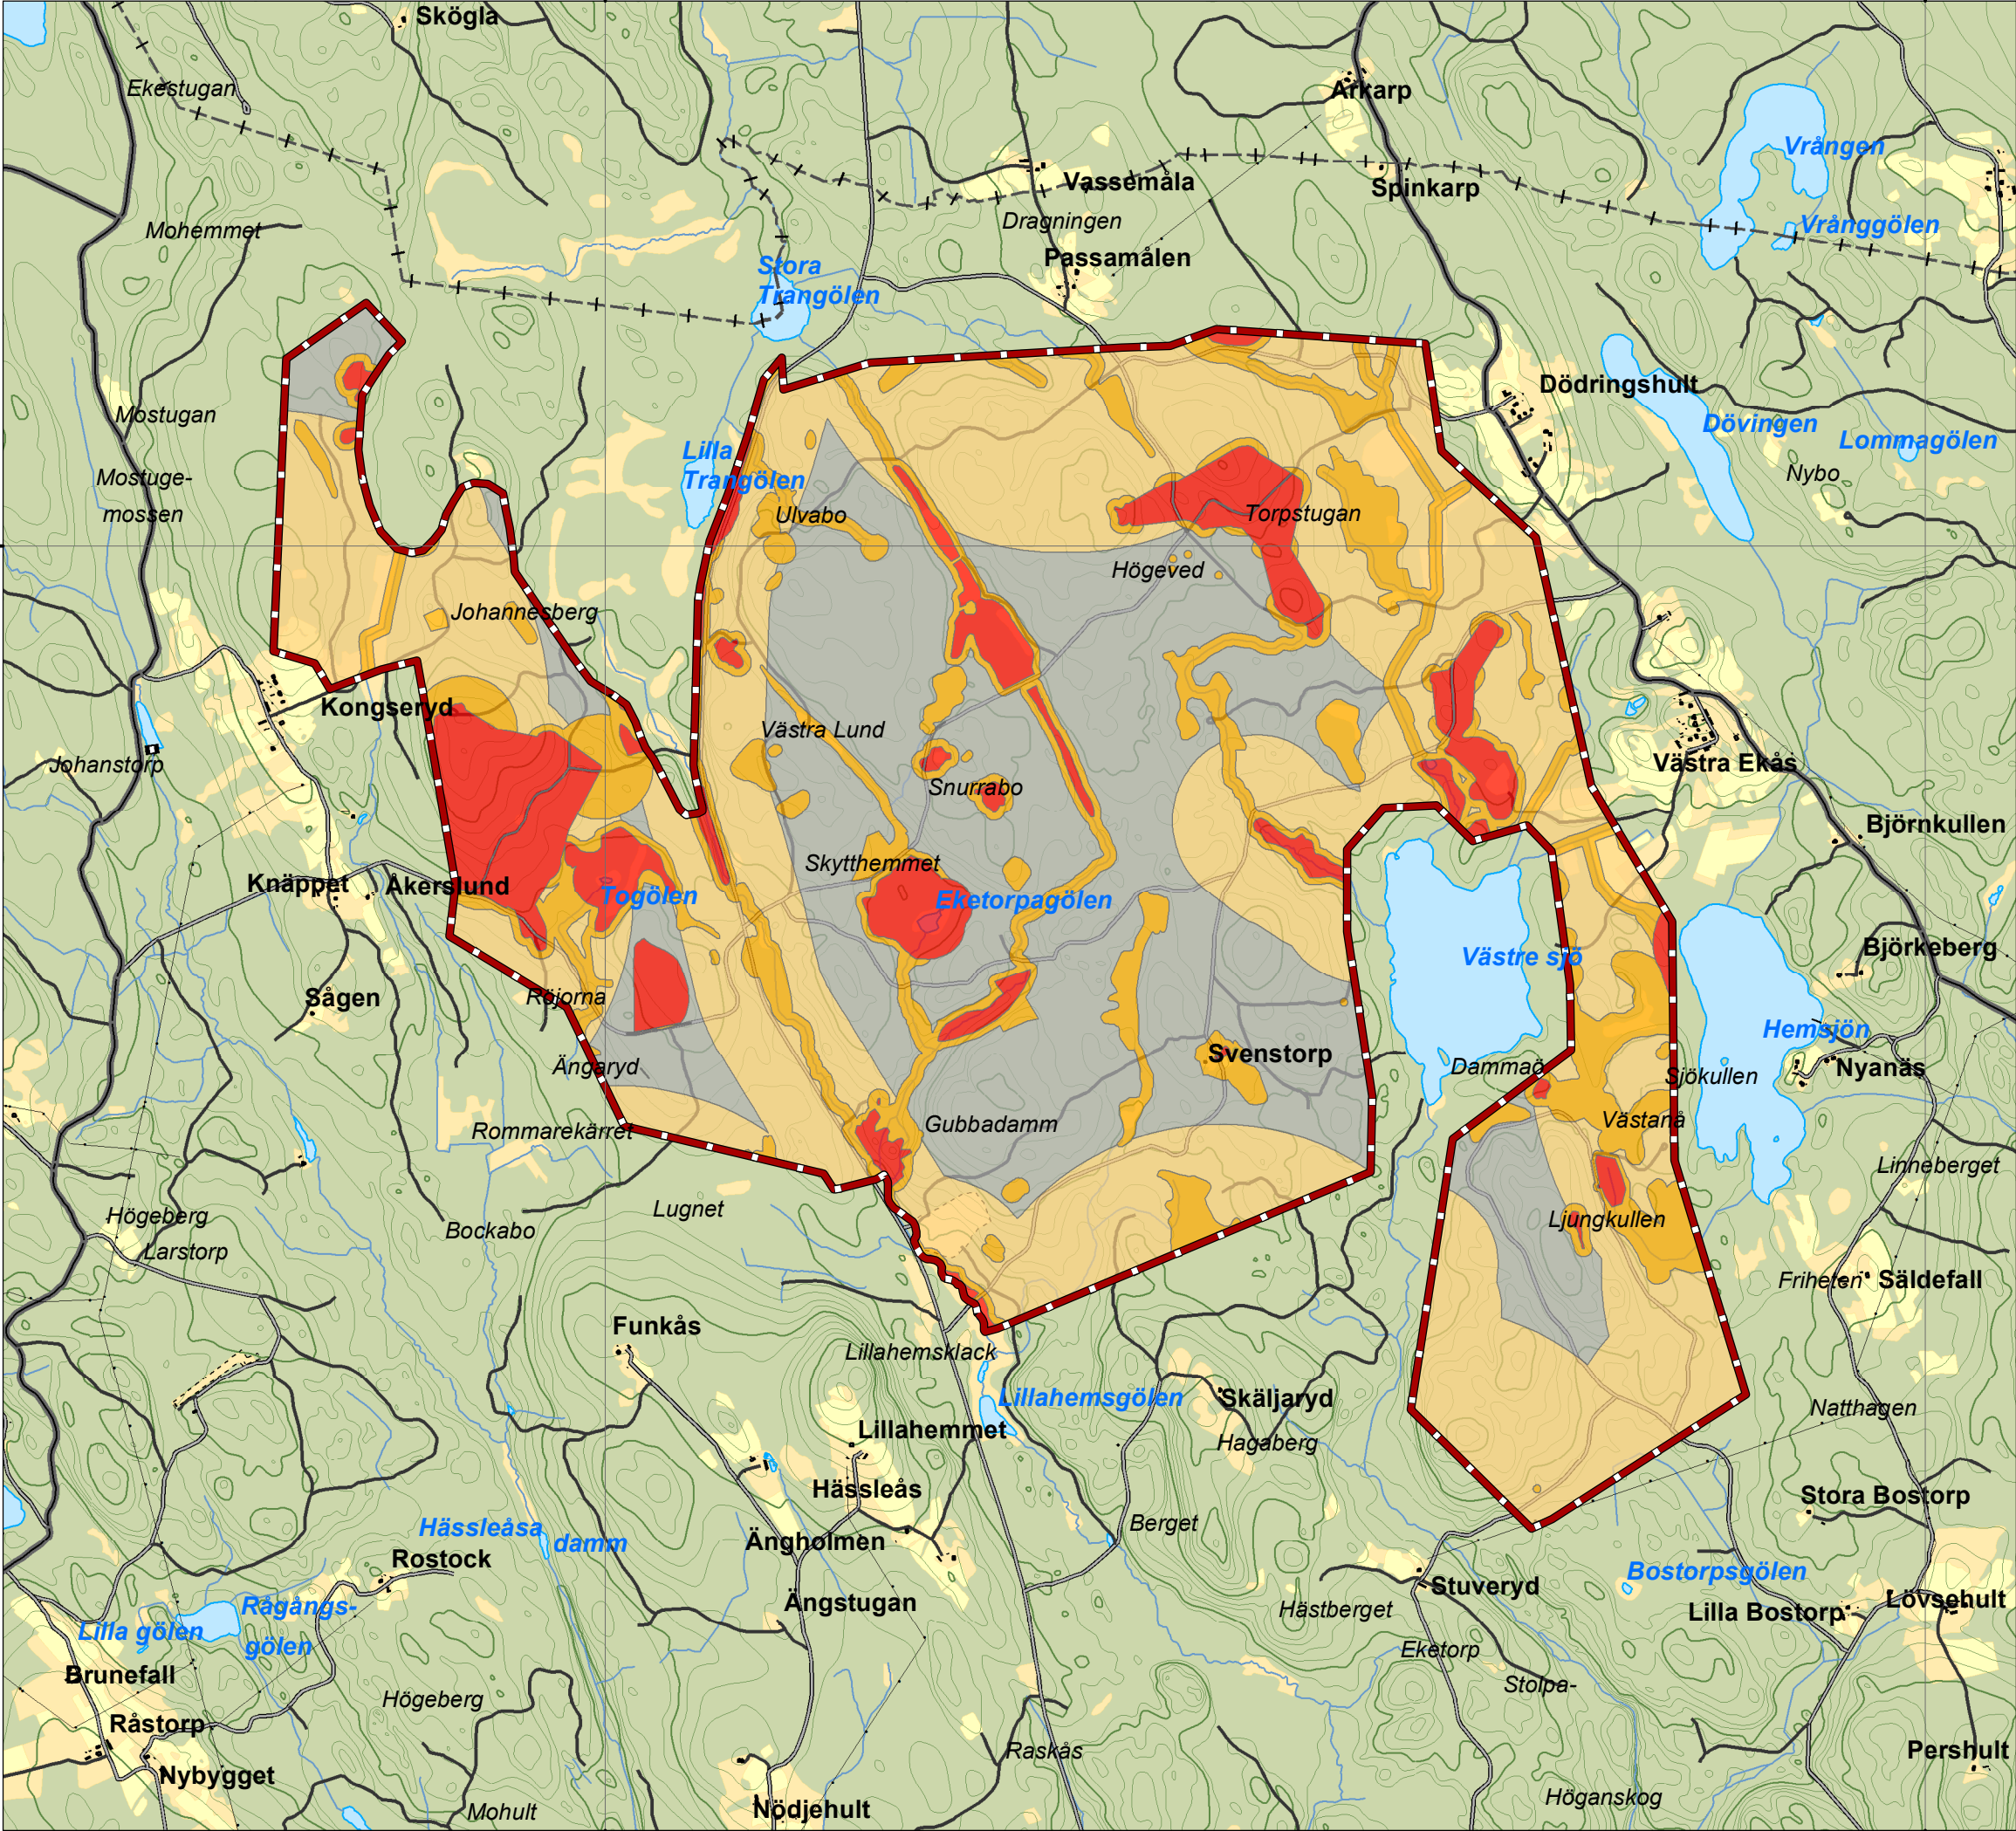 Skögla
Ekestugan
Arkarp
Vrången
Vassemåla
Spinkarp
Dragningen
Vrånggölen
Mohemmet
Passamålen
Stora
Trangölen
Dödringshult
Mostugan
Dövingen
Lommagölen
Lilla
Trangölen
Nybo
Mostuge-
mossen
Ulvabo
Torpstugan
Högeved
Johannesberg
Kongseryd
Västra Lund
Johanstorp
Västra Ekås
Snurrabo
Björnkullen
Skytthemmet
Knäppet
Åkerslund
Togölen
Eketorpagölen
Björkeberg
Västre sjö
Sågen
Röjorna
Hemsjön
Svenstorp
Ängaryd
Dammaö
Sjökullen
Nyanäs
Gubbadamm
Västanå
Rommarekärret
Linneberget
Lugnet
Högeberg
Ljungkullen
Bockabo
Larstorp
Friheten
Säldefall
Funkås
Lillahemsklack
Lillahemsgölen
Skäljaryd
Natthagen
Lillahemmet
Hagaberg
Hässleås
Stora Bostorp
Berget
Hässleåsa
damm
Ängholmen
Rostock
Bostorpsgölen
Stuveryd
Ängstugan
Rågångs-
gölen
Hästberget
Lilla Bostorp
Lövsehult
Lilla gölen
Eketorp
Brunefall
Stolpa-
Högeberg
Råstorp
Raskås
Pershult
Nybygget
Höganskog
Mohult
Nödjehult